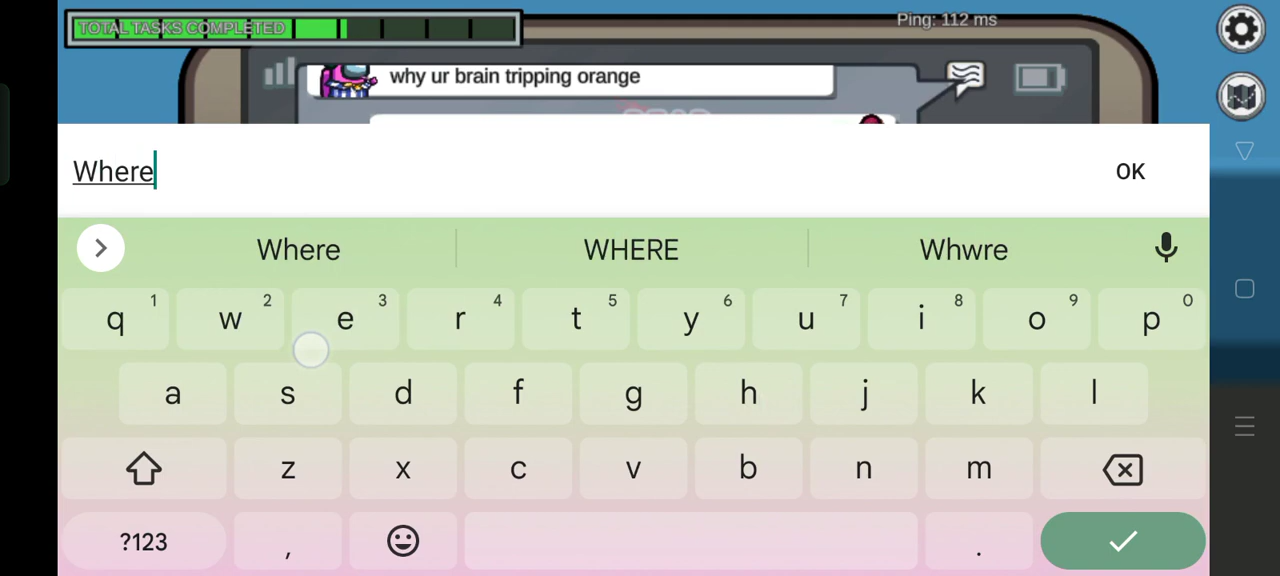 TOTAL TASKS COMPLETED
Ping: 112 ms
why ur brain tripping orange
Where
OK
Where WHERE Whwre
q 1 w 2 e 3 r 4 t 5 y 6 u 7 i 8 o 9 p 0
a s d f g h j k l
z x c v b n m
?123 , .